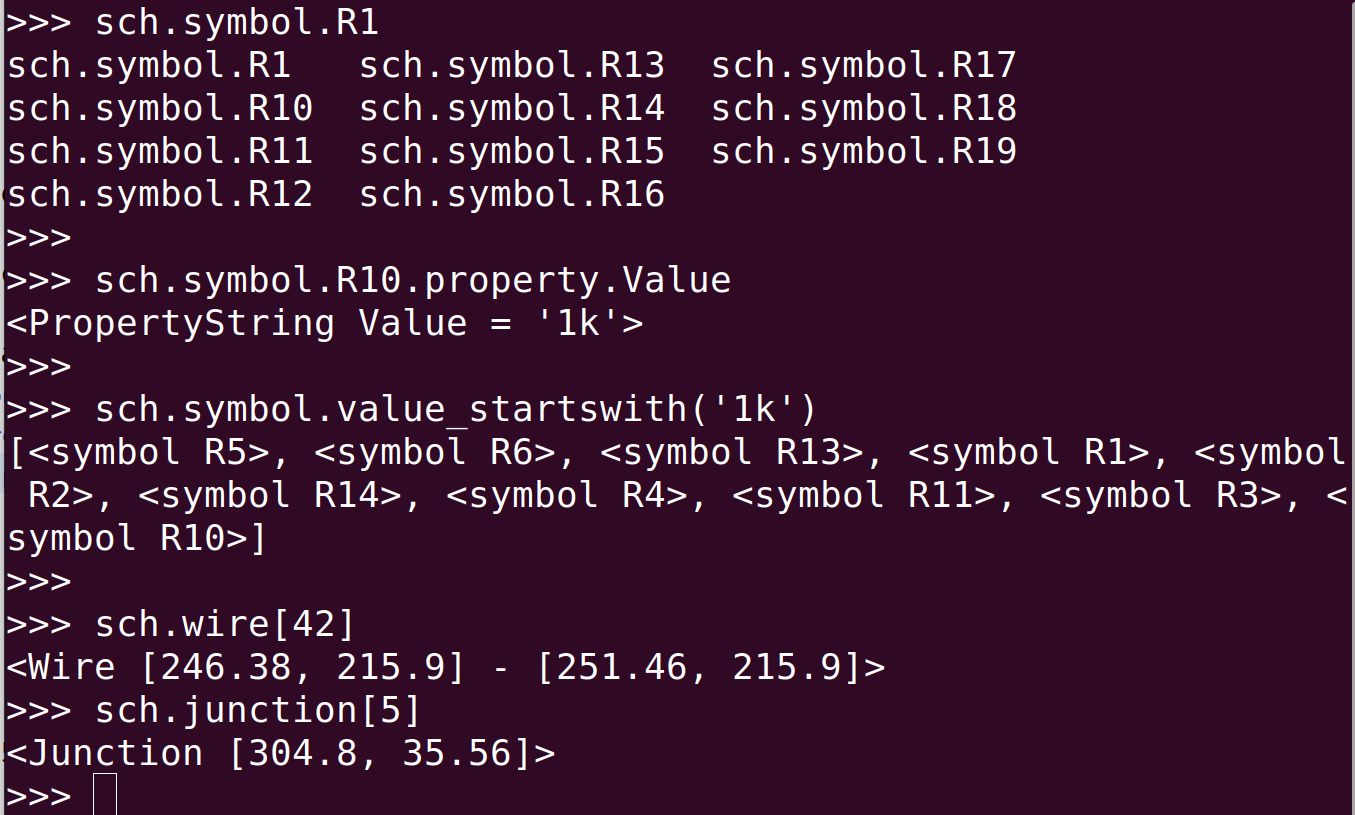 >>> sch.symbol.R1
sch.symbol.R1   sch.symbol.R13  sch.symbol.R17
sch.symbol.R10  sch.symbol.R14  sch.symbol.R18
sch.symbol.R11  sch.symbol.R15  sch.symbol.R19
sch.symbol.R12  sch.symbol.R16
>>>
>>> sch.symbol.R10.property.Value
<PropertyString Value = '1k'>
>>>
>>> sch.symbol.value_startswith('1k')
[<symbol R5>, <symbol R6>, <symbol R13>, <symbol R1>, <symbol
 R2>, <symbol R14>, <symbol R4>, <symbol R11>, <symbol R3>, <
symbol R10>]
>>>
>>> sch.wire[42]
<Wire [246.38, 215.9] - [251.46, 215.9]>
>>> sch.junction[5]
<Junction [304.8, 35.56]>
>>>